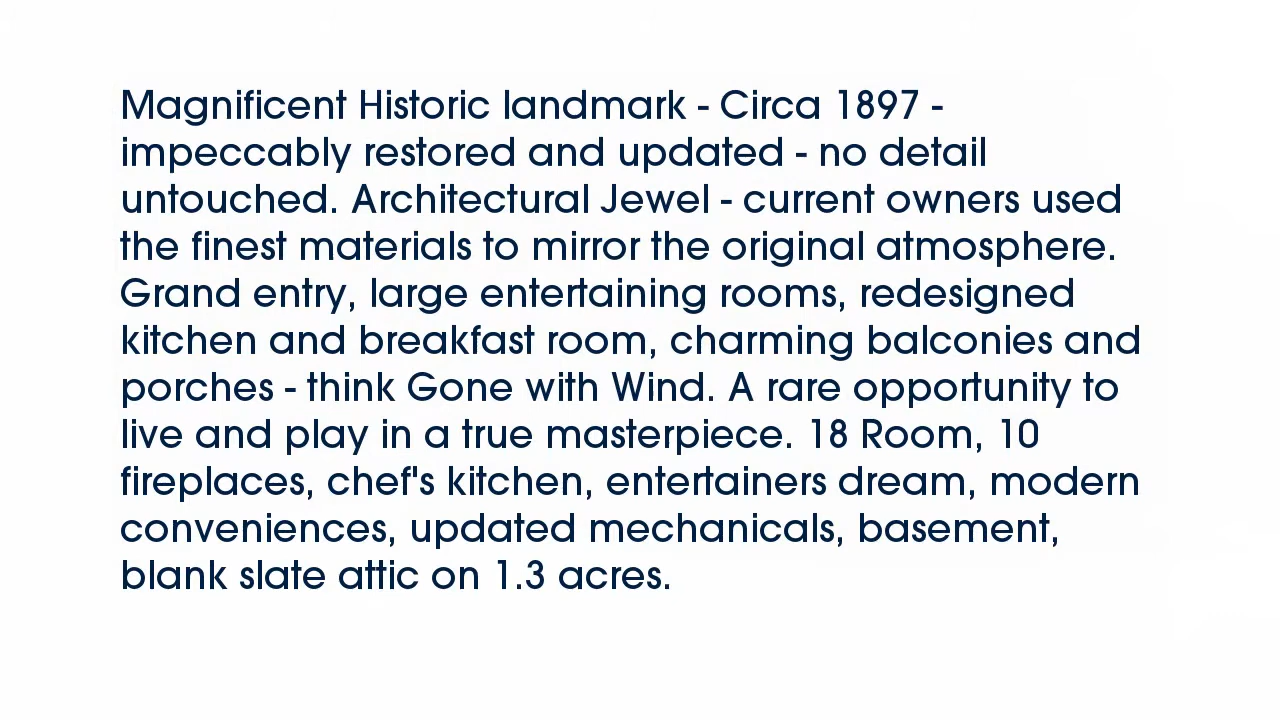 Magnificent Historic landmark - Circa 1897 -
impeccably restored and updated - no detail
untouched. Architectural Jewel - current owners used
the finest materials to mirror the original atmosphere.
Grand entry, large entertaining rooms, redesigned
kitchen and breakfast room, charming balconies and
porches - think Gone with Wind. A rare opportunity to
live and play in a true masterpiece. 18 Room, 10
fireplaces, chef's kitchen, entertainers dream, modern
conveniences, updated mechanicals, basement,
blank slate attic on 1.3 acres.